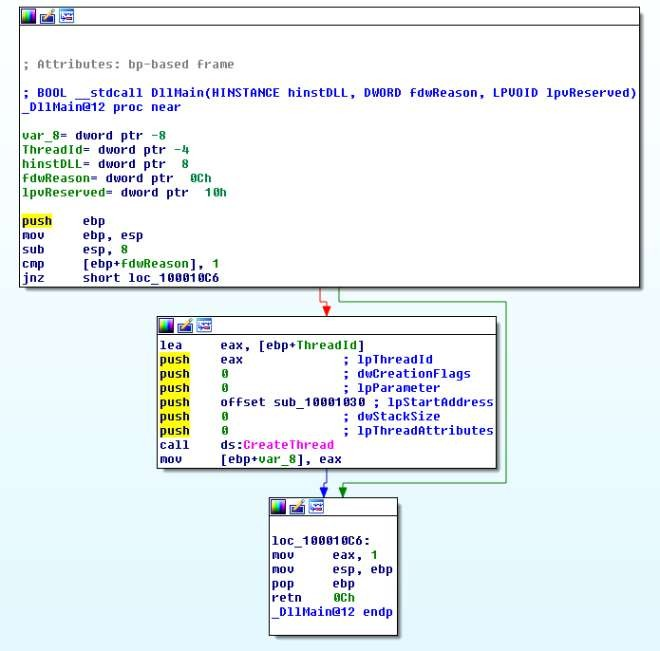 ; Attributes: bp-based frame
; BOOL __stdcall DllMain(HINSTANCE hinstDLL, DWORD fdwReason, LPVOID lpvReserved)
_DllMain@12 proc near
var_8= dword ptr -8
ThreadId= dword ptr -4
hinstDLL= dword ptr  8
fdwReason= dword ptr  0Ch
lpvReserved= dword ptr  10h
push    ebp
mov     ebp, esp
sub     esp, 8
cmp     [ebp+fdwReason], 1
jnz     short loc_100010C6
lea     eax, [ebp+ThreadId]
push    eax             ; lpThreadId
push    0               ; dwCreationFlags
push    0               ; lpParameter
push    offset sub_10001030 ; lpStartAddress
push    0               ; dwStackSize
push    0               ; lpThreadAttributes
call    ds:CreateThread
mov     [ebp+var_8], eax
loc_100010C6:
mov     eax, 1
mov     esp, ebp
pop     ebp
retn    0Ch
_DllMain@12 endp